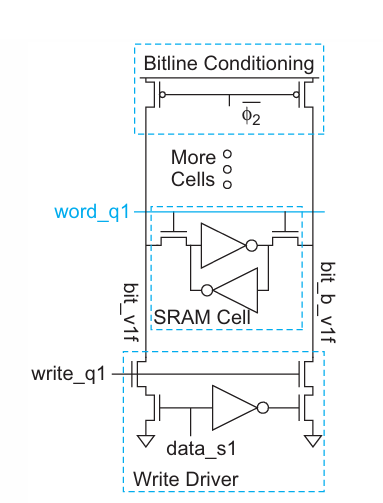 Bitline Conditioning
ϕ̅₂
More
Cells
word_q1
bit_v1f
bit_b_v1f
SRAM Cell
write_q1
data_s1
Write Driver